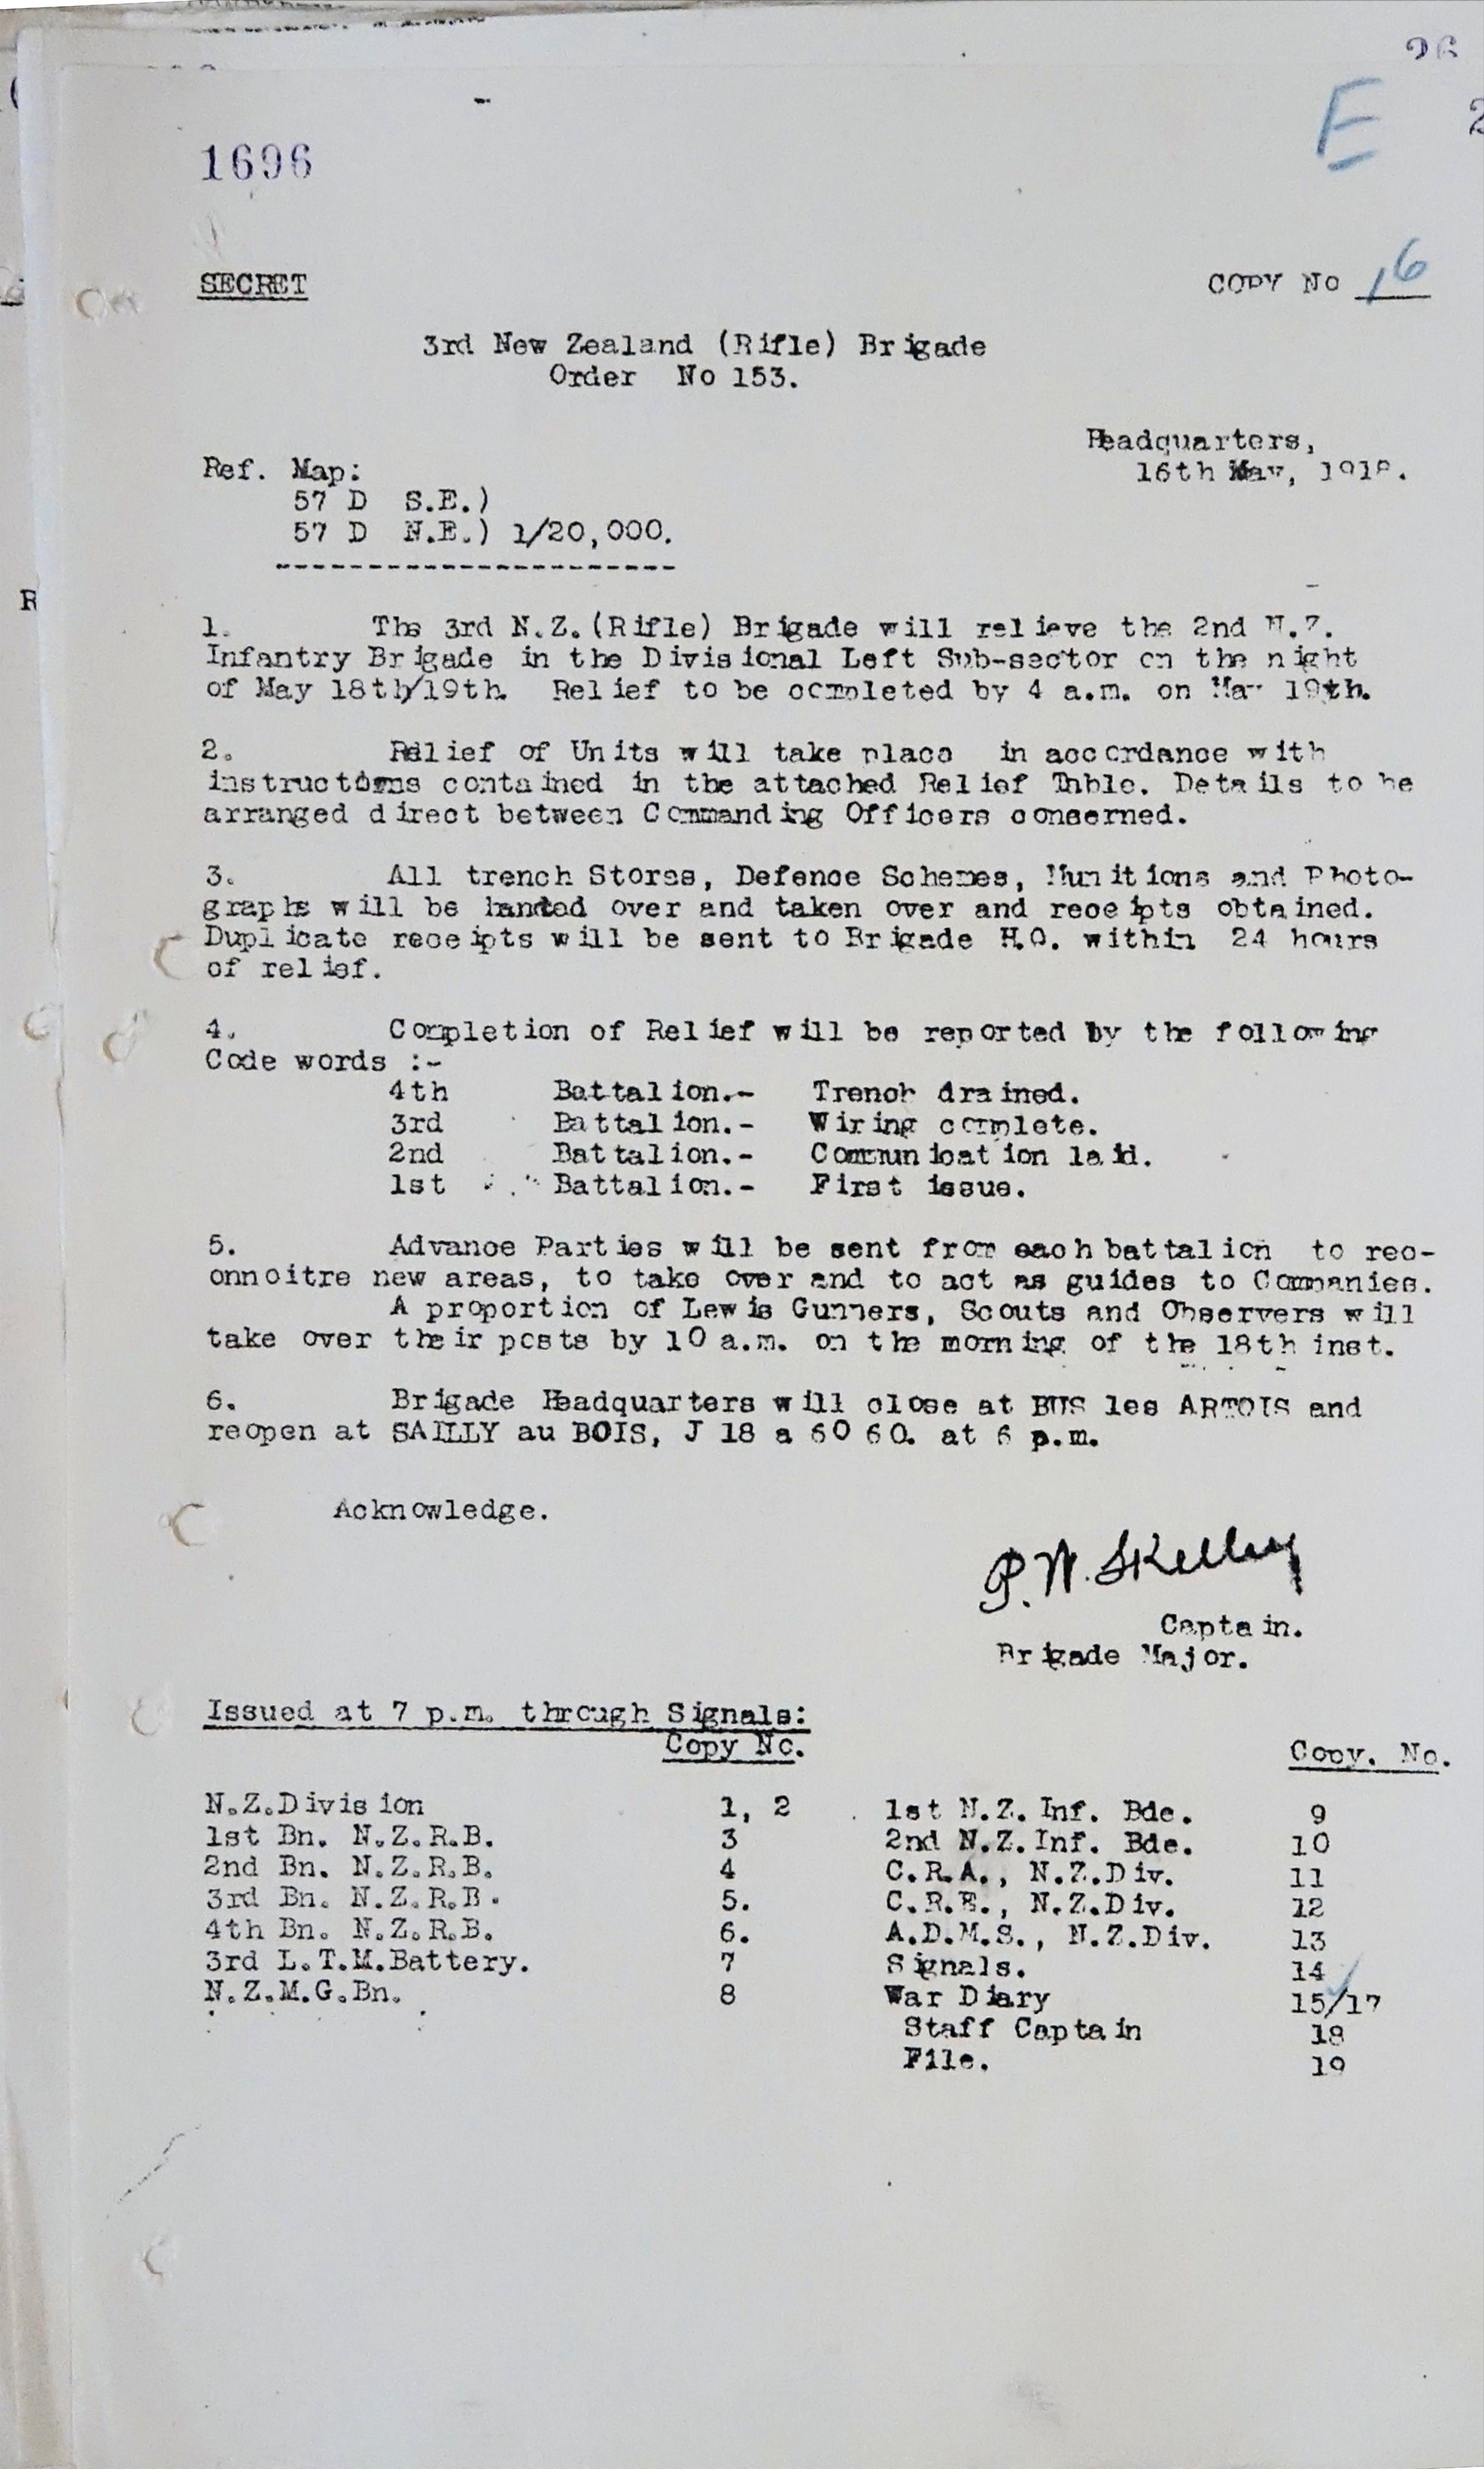 26
E
2
1696
SECRET
COPY No 16
3rd New Zealand (Rifle) Brigade
Order No 153.
Headquarters,
16th May, 1918.
Ref. Map:
57 D S.E.)
57 D N.E.) 1/20,000.
R
1. The 3rd N.Z.(Rifle) Brigade will relieve the 2nd N.Z.
Infantry Brigade in the Divisional Left Sub-sector on the night
of May 18th/19th. Relief to be completed by 4 a.m. on May 19th.
2. Relief of Units will take place in accordance with
instructions contained in the attached Relief Table. Details to be
arranged direct between Commanding Officers concerned.
3. All trench Stores, Defence Schemes, Munitions and Photo-
graphs will be handed over and taken over and receipts obtained.
Duplicate receipts will be sent to Brigade H.Q. within 24 hours
of relief.
4. Completion of Relief will be reported by the following
Code words :-
4th Battalion.- Trench drained.
3rd Battalion.- Wiring complete.
2nd Battalion.- Communication laid.
1st Battalion.- First issue.
5. Advance Parties will be sent from each battalion to rec-
onnoitre new areas, to take over and to act as guides to Companies.
A proportion of Lewis Gunners, Scouts and Observers will
take over their posts by 10 a.m. on the morning of the 18th inst.
6. Brigade Headquarters will close at BUS les ARTOIS and
reopen at SAILLY au BOIS, J 18 a 60 60. at 6 p.m.
Acknowledge.
P.W. Skelley
Captain.
Brigade Major.
Issued at 7 p.m. through Signals:
Copy No.
Copy. No.
N.Z.Division 1, 2 1st N.Z. Inf. Bde. 9
1st Bn. N.Z.R.B. 3 2nd N.Z.Inf. Bde. 10
2nd Bn. N.Z.R.B. 4 C.R.A., N.Z.Div. 11
3rd Bn. N.Z.R.B. 5. C.R.E., N.Z.Div. 12
4th Bn. N.Z.R.B. 6. A.D.M.S., N.Z.Div. 13
3rd L.T.M.Battery. 7 Signals. 14
N.Z.M.G.Bn. 8 War Diary 15/17
Staff Captain 18
File. 19